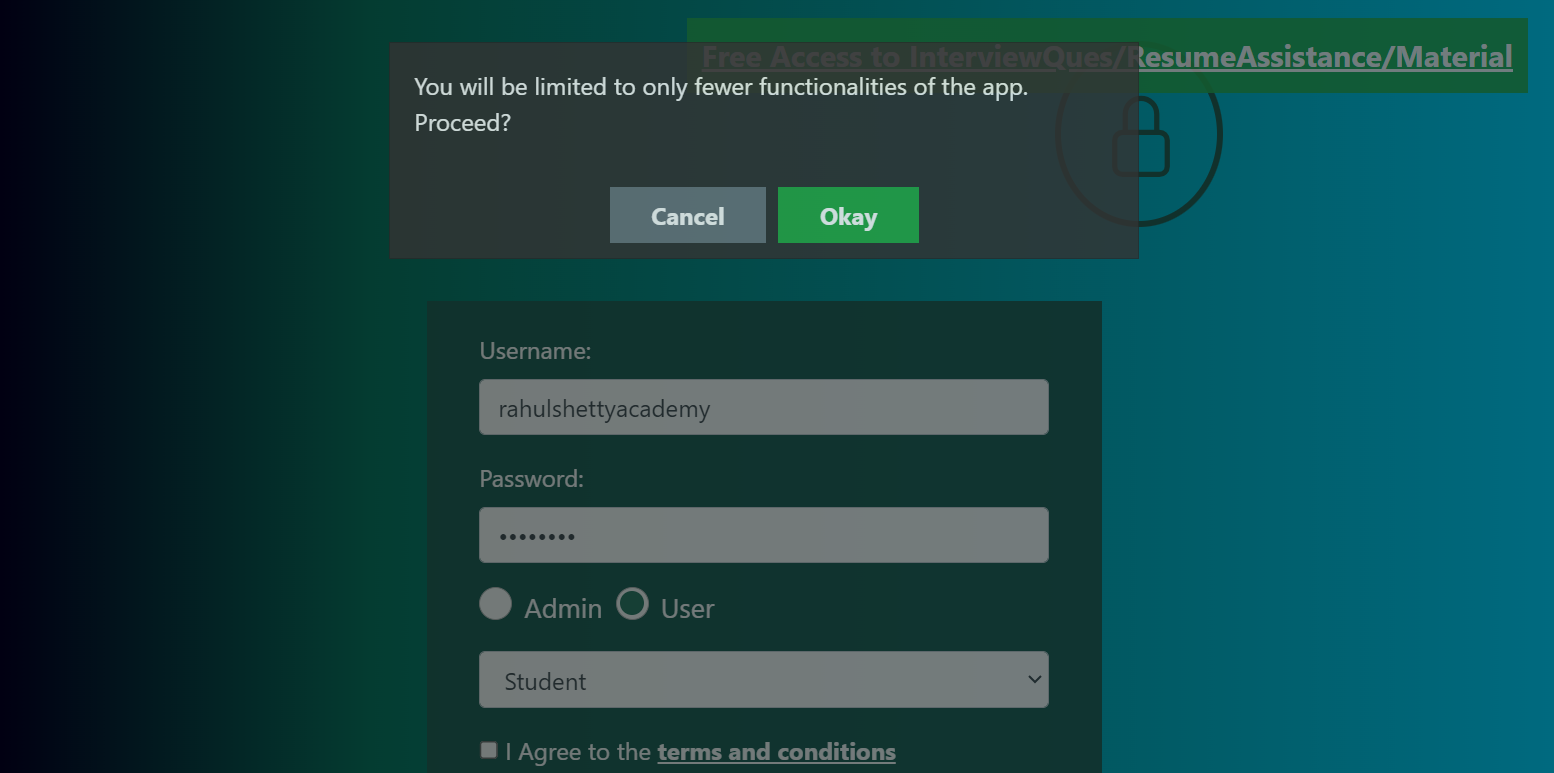 Free Access to InterviewQues/ResumeAssistance/Material
You will be limited to only fewer functionalities of the app.
Proceed?
Cancel Okay
Username:
rahulshettyacademy
Password:
••••••••
Admin User
Student
I Agree to the terms and conditions